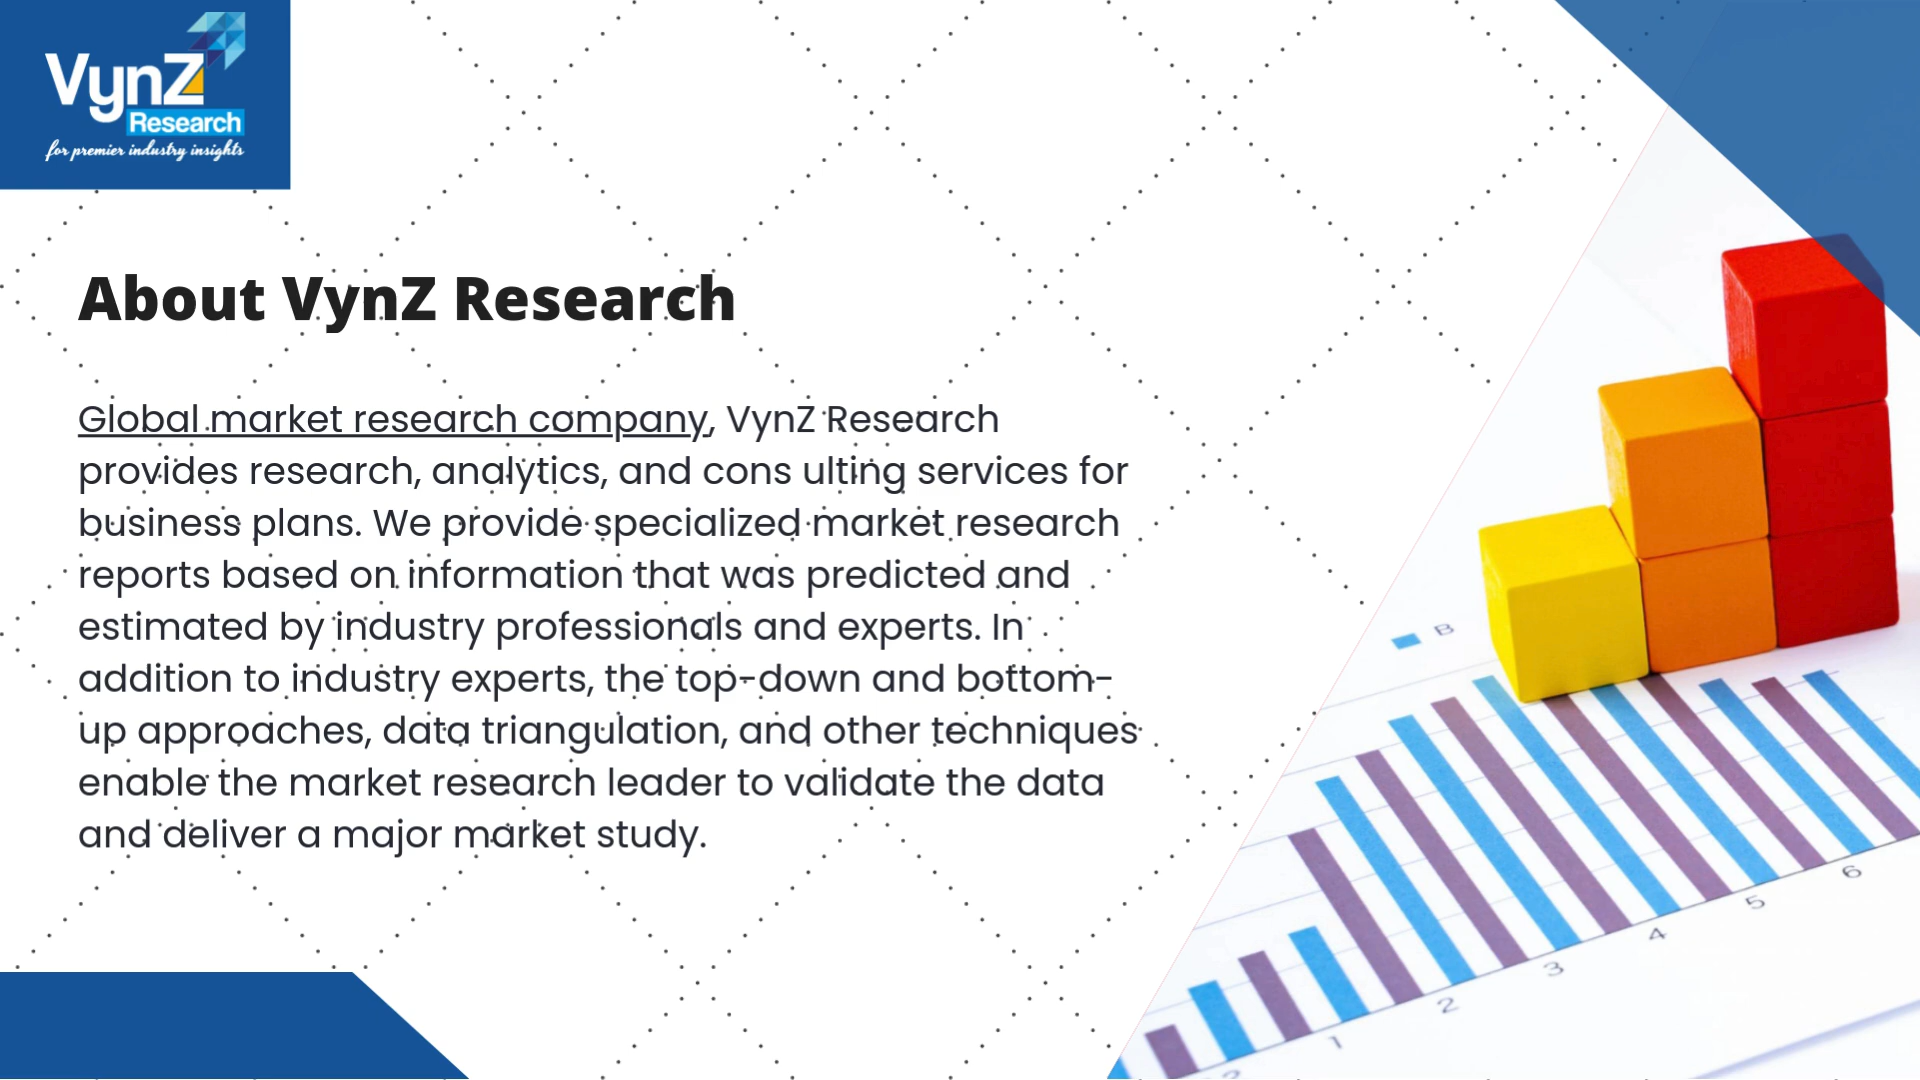 VynZ
Research
for premier industry insights
About VynZ Research
Global market research company, VynZ Research
provides research, analytics, and cons ulting services for
business plans. We provide specialized market research
reports based on information that was predicted and
estimated by industry professionals and experts. In
addition to industry experts, the top-down and bottom-
up approaches, data triangulation, and other techniques
enable the market research leader to validate the data
and deliver a major market study.
B
1
2
3
4
5
6